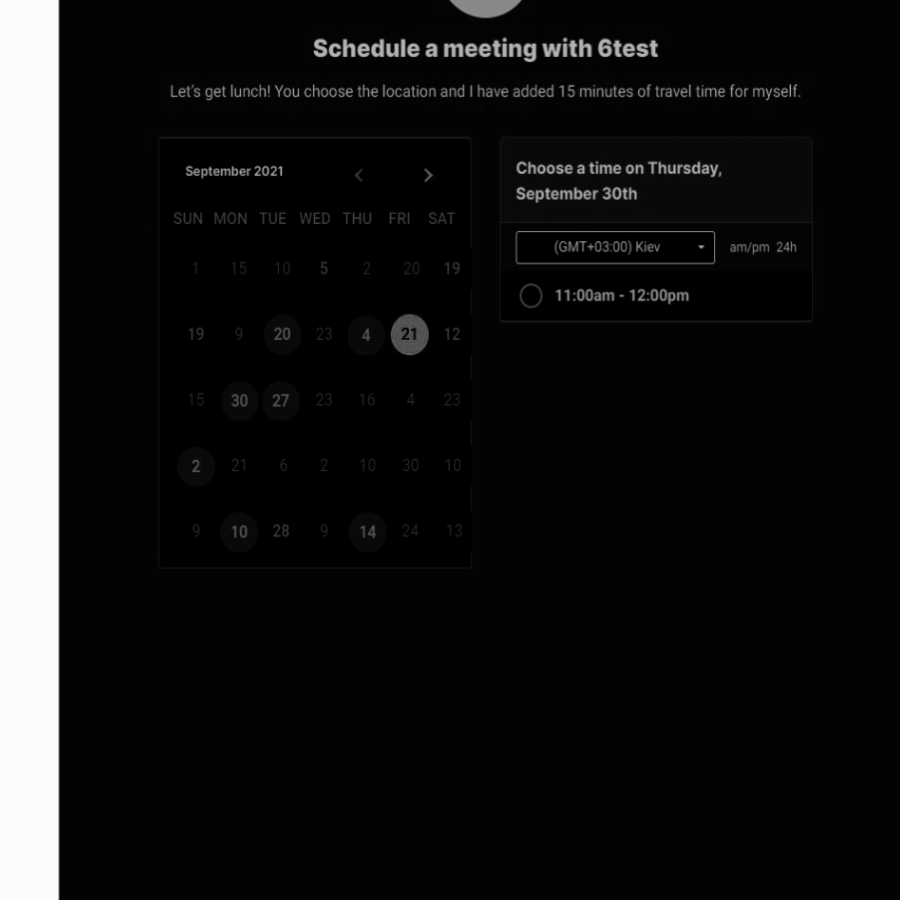 Schedule a meeting with 6test
Let's get lunch! You choose the location and I have added 15 minutes of travel time for myself.
September 2021
SUN MON TUE WED THU FRI SAT
1 15 10 5 2 20 19
19 9 20 23 4 21 12
15 30 27 23 16 4 23
2 21 6 2 10 30 10
9 10 28 9 14 24 13
Choose a time on Thursday,
September 30th
(GMT+03:00) Kiev am/pm 24h
11:00am - 12:00pm